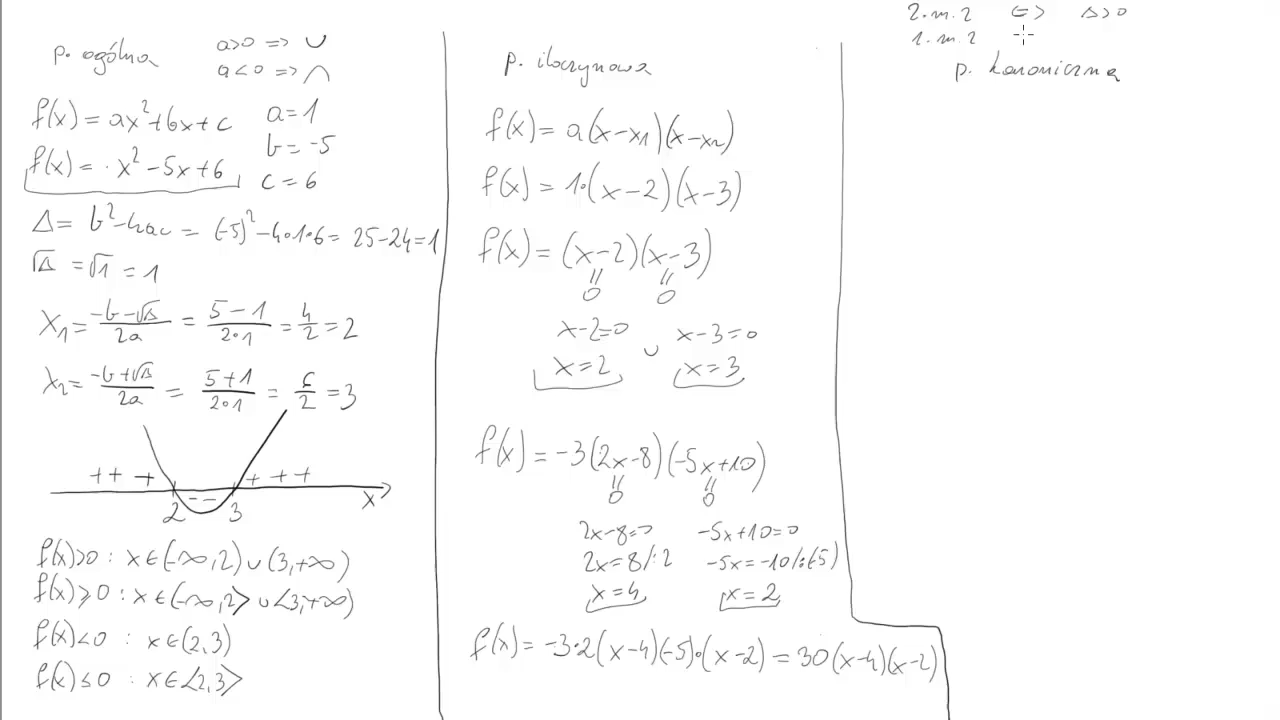 p. ogólna
a>0 => ∪
a<0 => ∩
f(x) = ax²+bx+c
a=1
f(x) = x² -5x+6
b=-5
c=6
Δ= b²-4ac = (-5)² -4·1·6= 25-24=1
√Δ =√1 =1
x₁= (-b-√Δ)/2a = (5-1)/(2·1) = 4/2 = 2
x₂= (-b+√Δ)/2a = (5+1)/(2·1) = 6/2 = 3
++ + -- + + +
2 3 x
f(x)>0 : x∈(-∞,2)∪(3,+∞)
f(x)≥0 : x∈(-∞,2>∪<3,+∞)
f(x)<0 : x∈(2,3)
f(x)≤0 : x∈<2,3>
p. iloczynowa
f(x)= a(x-x₁)(x-x₂)
f(x) = 1·(x-2)(x-3)
f(x)= (x-2)(x-3)
= =
0 0
x-2=0 ∪ x-3=0
x=2 x=3
f(x)= -3(2x-8)(-5x+10)
= =
0 0
2x-8=0 -5x+10=0
2x=8/:2 -5x=-10/:(-5)
x=4 x=2
f(x)= -3·2(x-4)(-5)·(x-2) = 30(x-4)(x-2)
2.m.z <=> Δ>0
1.m.z
p. kanoniczna